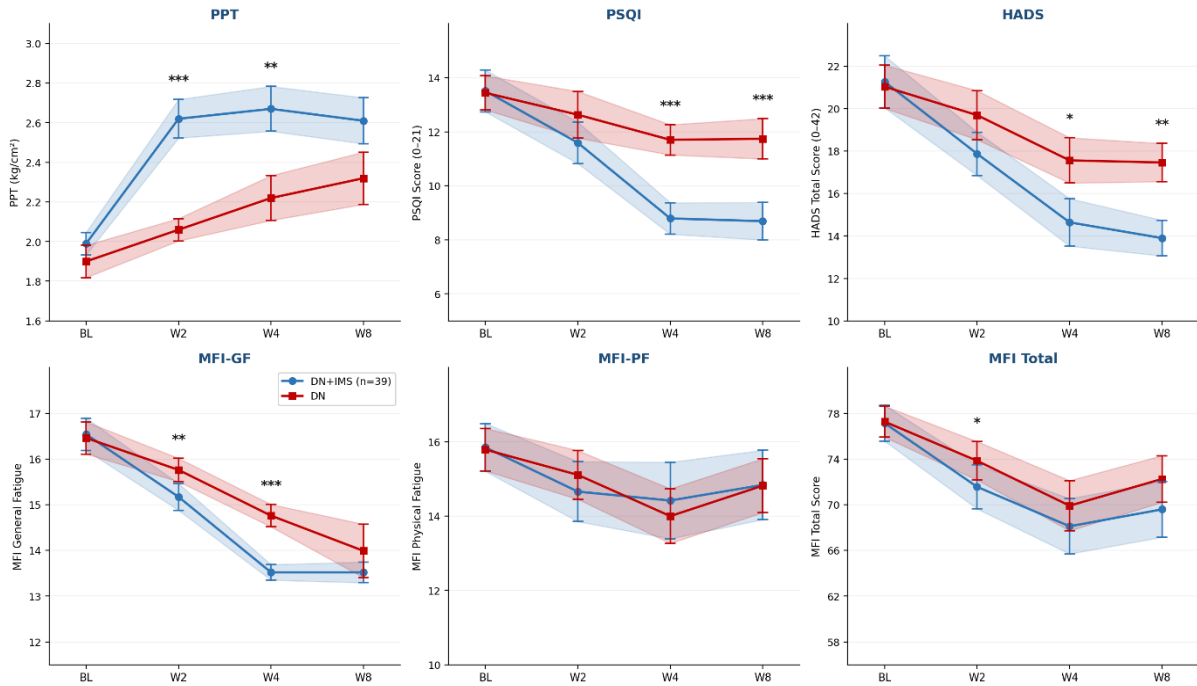 PPT
PPT (kg/cm²)
3.0
2.8
2.6
2.4
2.2
2.0
1.8
1.6
***
**
BL W2 W4 W8
PSQI
PSQI Score (0–21)
14
12
10
8
6
***
***
BL W2 W4 W8
HADS
HADS Total Score (0–42)
22
20
18
16
14
12
10
*
**
BL W2 W4 W8
MFI-GF
MFI General Fatigue
17
16
15
14
13
12
**
***
DN+IMS (n=39)
DN
BL W2 W4 W8
MFI-PF
MFI Physical Fatigue
16
14
12
10
BL W2 W4 W8
MFI Total
MFI Total Score
78
74
70
66
62
58
*
BL W2 W4 W8